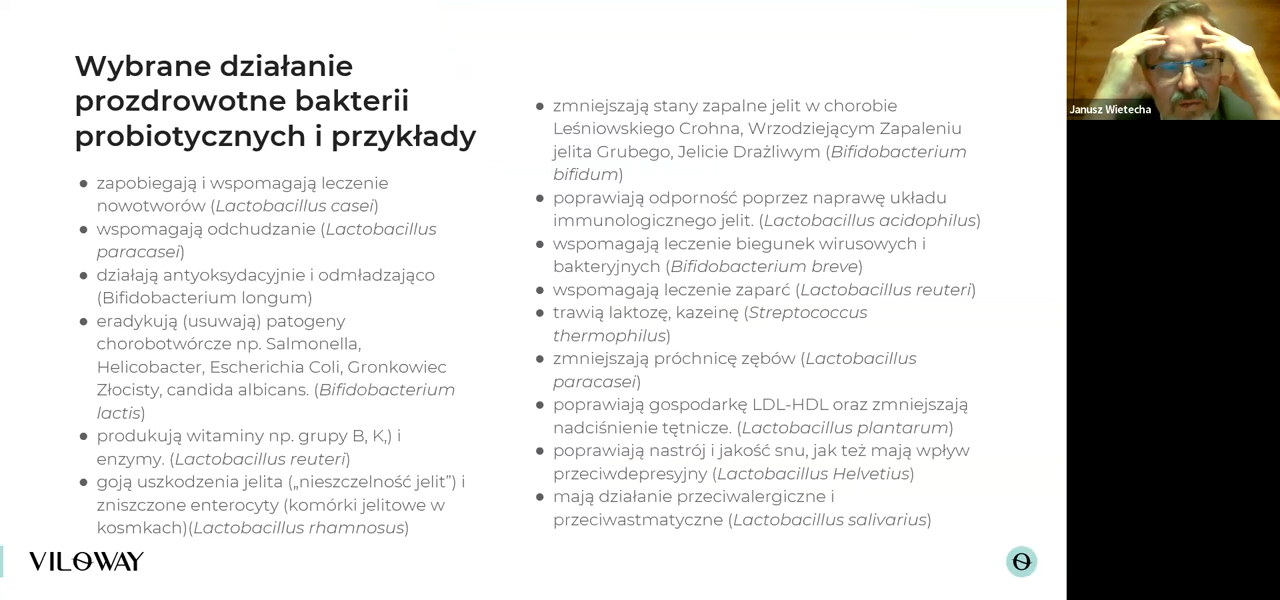 Wybrane działanie
prozdrowotne bakterii
probiotycznych i przykłady
● zapobiegają i wspomagają leczenie
nowotworów (Lactobacillus casei)
● wspomagają odchudzanie (Lactobacillus
paracasei)
● działają antyoksydacyjnie i odmładzająco
(Bifidobacterium longum)
● eradykują (usuwają) patogeny
chorobotwórcze np. Salmonella,
Helicobacter, Escherichia Coli, Gronkowiec
Złocisty, candida albicans. (Bifidobacterium
lactis)
● produkują witaminy np. grupy B, K,) i
enzymy. (Lactobacillus reuteri)
● goją uszkodzenia jelita („nieszczelność jelit”) i
zniszczone enterocyty (komórki jelitowe w
kosmkach)(Lactobacillus rhamnosus)
● zmniejszają stany zapalne jelit w chorobie
Leśniowskiego Crohna, Wrzodziejącym Zapaleniu
jelita Grubego, Jelicie Drażliwym (Bifidobacterium
bifidum)
● poprawiają odporność poprzez naprawę układu
immunologicznego jelit. (Lactobacillus acidophilus)
● wspomagają leczenie biegunek wirusowych i
bakteryjnych (Bifidobacterium breve)
● wspomagają leczenie zaparć (Lactobacillus reuteri)
● trawią laktozę, kazeinę (Streptococcus
thermophilus)
● zmniejszają próchnicę zębów (Lactobacillus
paracasei)
● poprawiają gospodarkę LDL-HDL oraz zmniejszają
nadciśnienie tętnicze. (Lactobacillus plantarum)
● poprawiają nastrój i jakość snu, jak też mają wpływ
przeciwdepresyjny (Lactobacillus Helvetius)
● mają działanie przeciwalergiczne i
przeciwastmatyczne (Lactobacillus salivarius)
VILOWAY
Janusz Wietecha